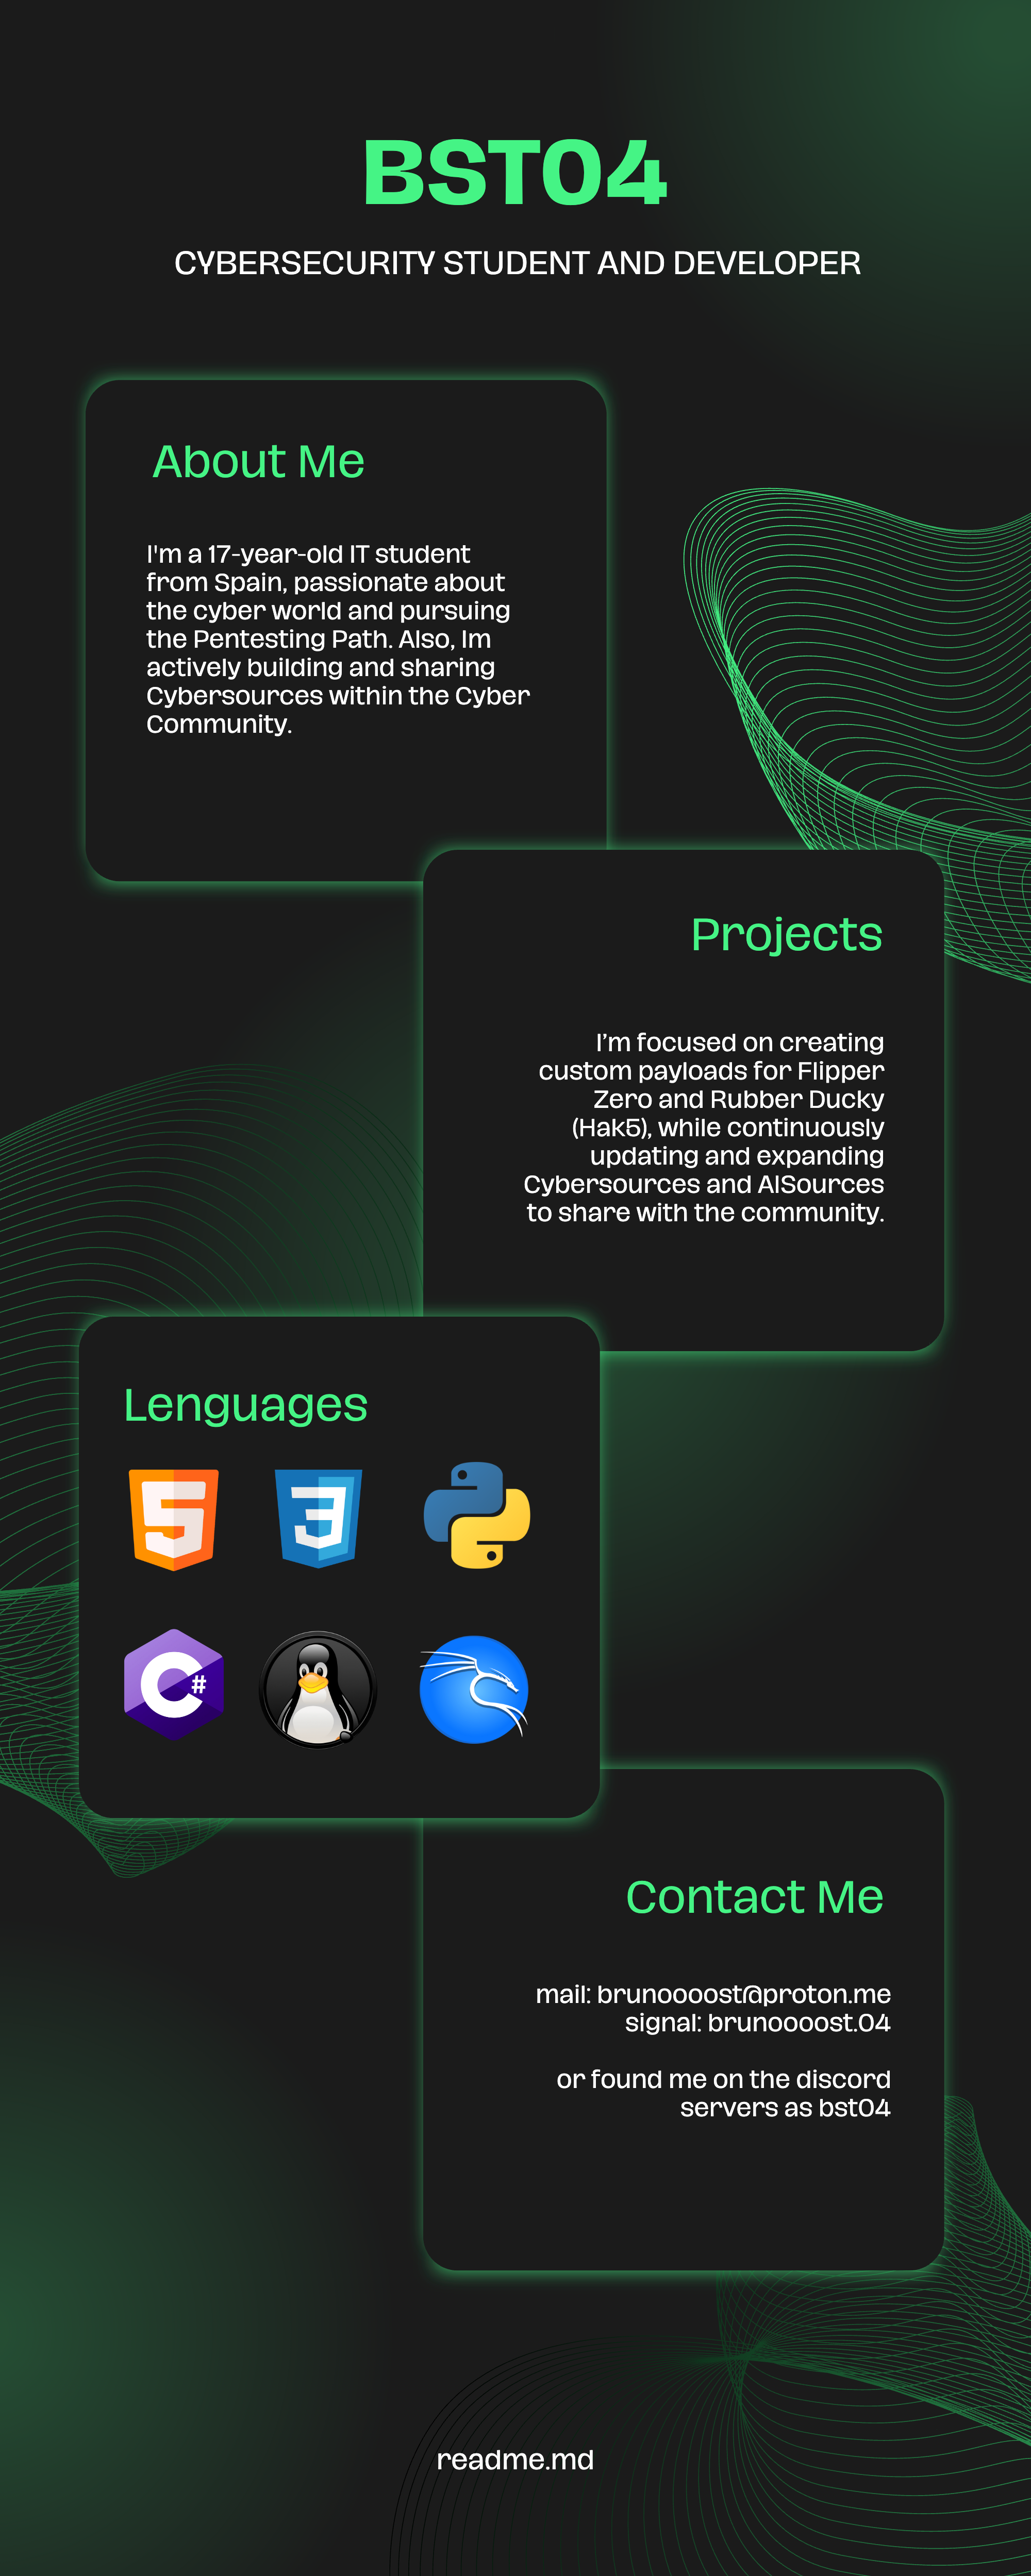 BST04
CYBERSECURITY STUDENT AND DEVELOPER
About Me
I'm a 17-year-old IT student
from Spain, passionate about
the cyber world and pursuing
the Pentesting Path. Also, Im
actively building and sharing
Cybersources within the Cyber
Community.
Projects
I’m focused on creating
custom payloads for Flipper
Zero and Rubber Ducky
(Hak5), while continuously
updating and expanding
Cybersources and AISources
to share with the community.
Lenguages
5
3
C#
Contact Me
mail: brunoooost@proton.me
signal: brunoooost.04
or found me on the discord
servers as bst04
readme.md